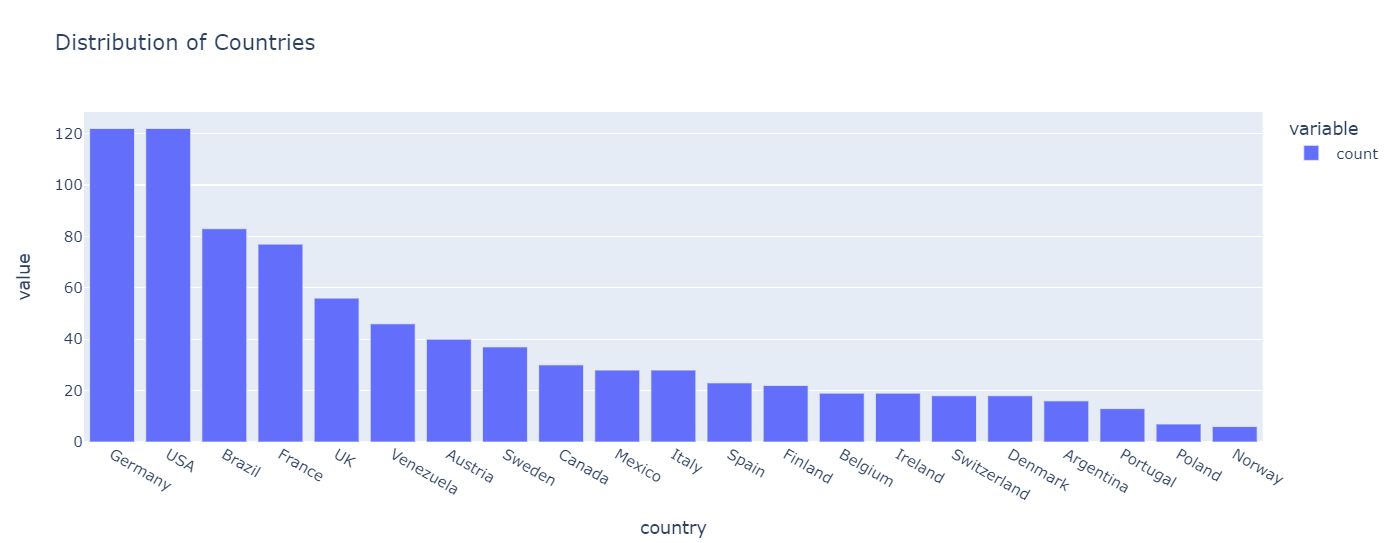 Distribution of Countries
variable
count
value
120
100
80
60
40
20
0
Germany
USA
Brazil
France
UK
Venezuela
Austria
Sweden
Canada
Mexico
Italy
Spain
Finland
Belgium
Ireland
Switzerland
Denmark
Argentina
Portugal
Poland
Norway
country